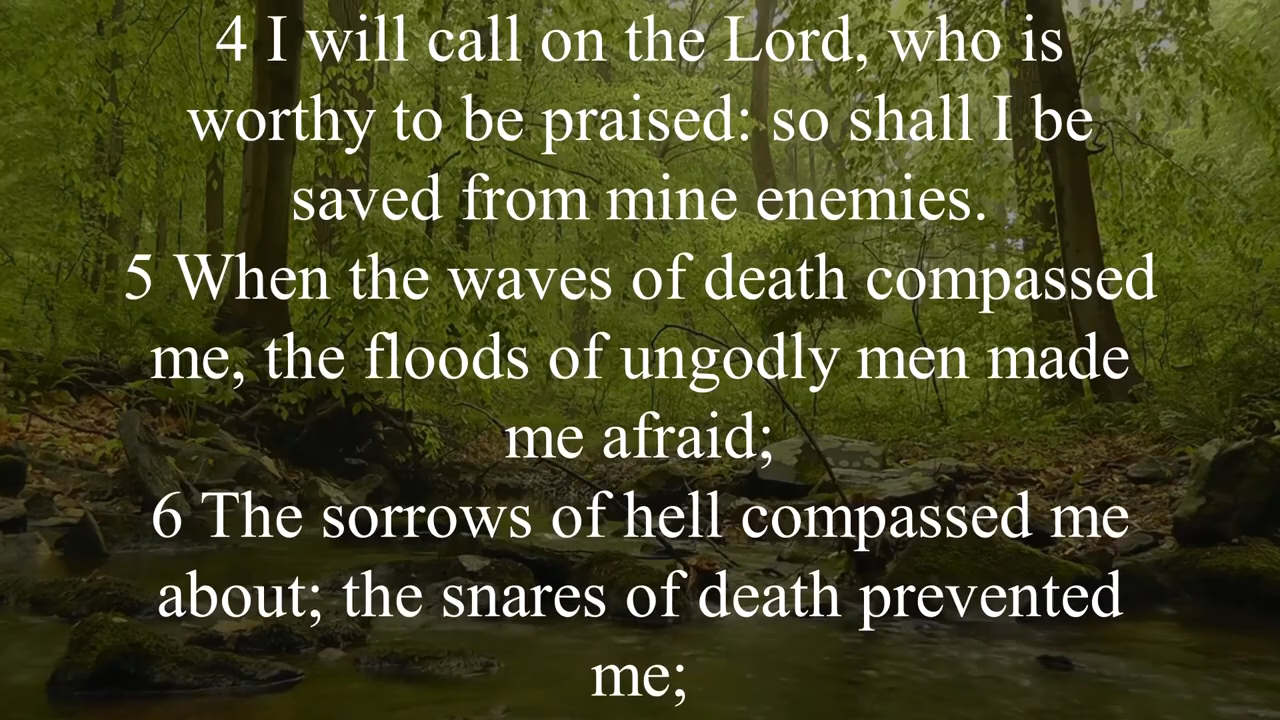 4 I will call on the Lord, who is
worthy to be praised: so shall I be
saved from mine enemies.
5 When the waves of death compassed
me, the floods of ungodly men made
me afraid;
6 The sorrows of hell compassed me
about; the snares of death prevented
me;